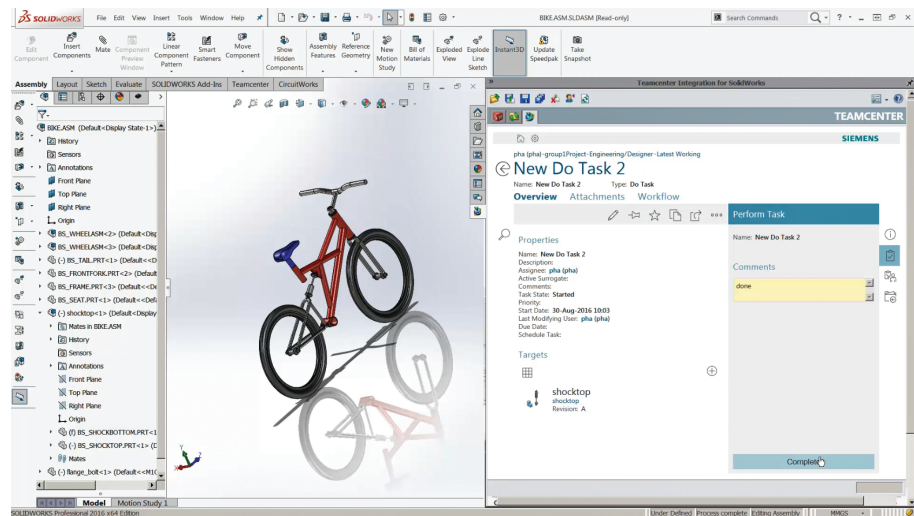 SOLIDWORKS File Edit View Insert Tools Window Help BIKE.ASM.SLDASM [Read-only] Search Commands
Edit Component
Insert Components
Mate
Component Preview Window
Linear Component Pattern
Smart Fasteners
Move Component
Show Hidden Components
Assembly Features
Reference Geometry
New Motion Study
Bill of Materials
Exploded View
Explode Line Sketch
Instant3D
Update Speedpak
Take Snapshot
Assembly Layout Sketch Evaluate SOLIDWORKS Add-Ins Teamcenter CircuitWorks
BIKE.ASM (Default<Display State-1>)
History
Sensors
Annotations
Front Plane
Top Plane
Right Plane
Origin
BS_WHEELASM<2> (Default<Disp
BS_WHEELASM<3> (Default<Disp
(-) BS_TAIL.PRT<1> (Default<<D
BS_FRONTFORK.PRT<2> (Default
BS_FRAME.PRT<3> (Default<<De
BS_SEAT.PRT<1> (Default<<Def
(-) shocktop<1> (Default<Display
Mates in BIKE.ASM
History
Sensors
Annotations
Front Plane
Top Plane
Right Plane
Origin
(f) BS_SHOCKBOTTOM.PRT<1
(-) BS_SHOCKTOP.PRT<1> (D
Mates
(-) flange_bolt<1> (Default<<M1(
Model Motion Study 1
SOLIDWORKS Professional 2016 x64 Edition
Teamcenter Integration for SolidWorks
TEAMCENTER
SIEMENS
pha (pha)-group1Project-Engineering/Designer-Latest Working
New Do Task 2
Name: New Do Task 2 Type: Do Task
Overview Attachments Workflow
Properties
Name: New Do Task 2
Description:
Assignee: pha (pha)
Active Surrogate:
Comments:
Task State: Started
Priority:
Start Date: 30-Aug-2016 10:03
Last Modifying User: pha (pha)
Due Date:
Schedule Task:
Targets
shocktop
shocktop
Revision: A
Perform Task
Name: New Do Task 2
Comments
done
Complete
Under Defined Process complete Editing Assembly MMGS